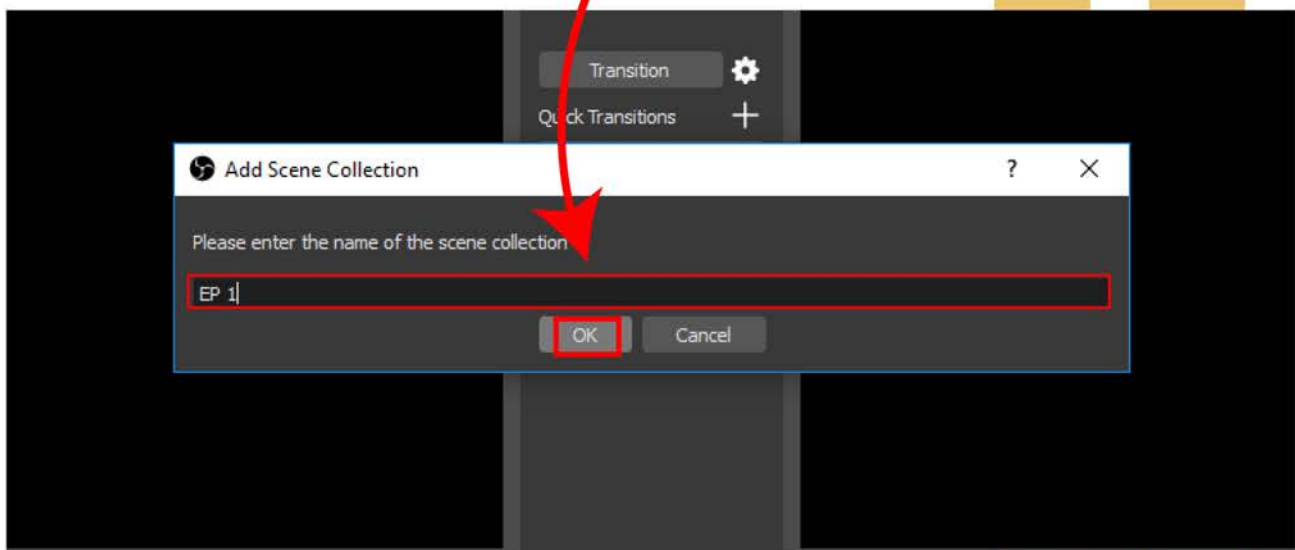 Transition
Quick Transitions
Add Scene Collection
Please enter the name of the scene collection
EP 1
OK Cancel